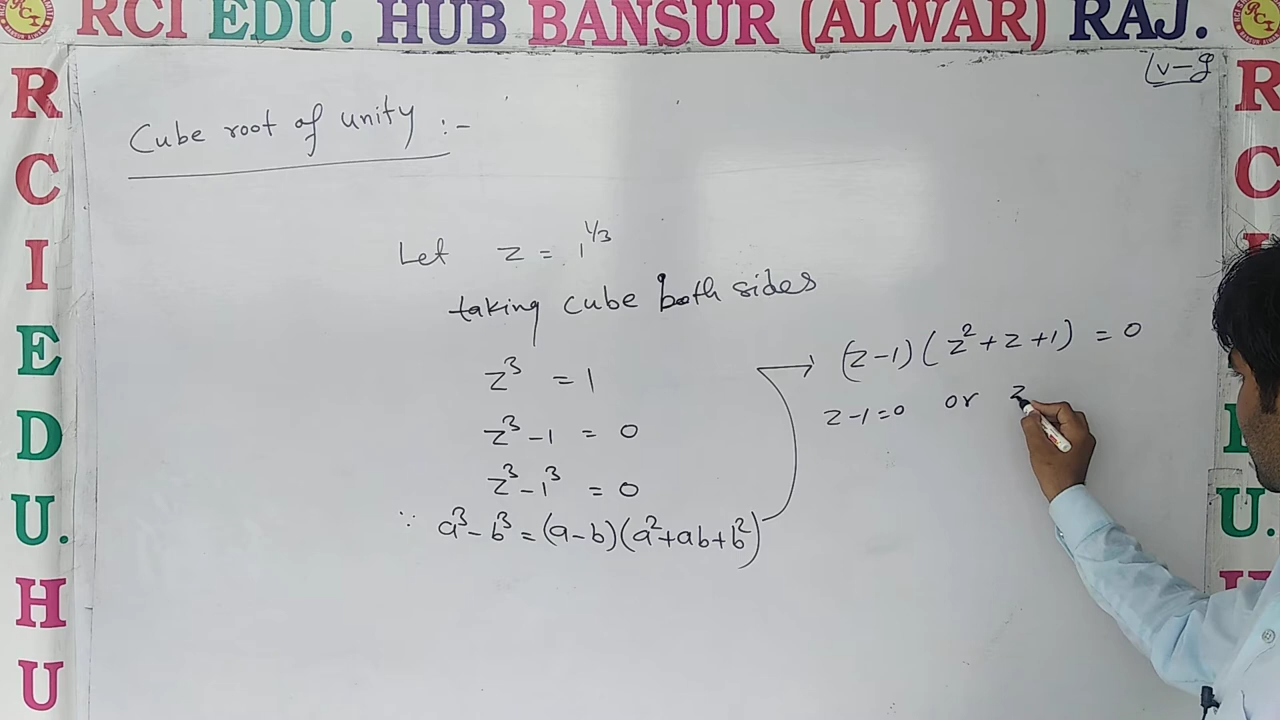 RCI EDU. HUB BANSUR (ALWAR) RAJ.
R
C
I
E
D
U.
H
U
Lv-9
Cube root of unity :-
Let z = 1^{1/3}
taking cube both sides
z³ = 1
z³ - 1 = 0
z³ - 1³ = 0
∵ a³ - b³ = (a-b)(a²+ab+b²)
→ (z-1)(z²+z+1) = 0
z-1=0 or z
R
C
U.